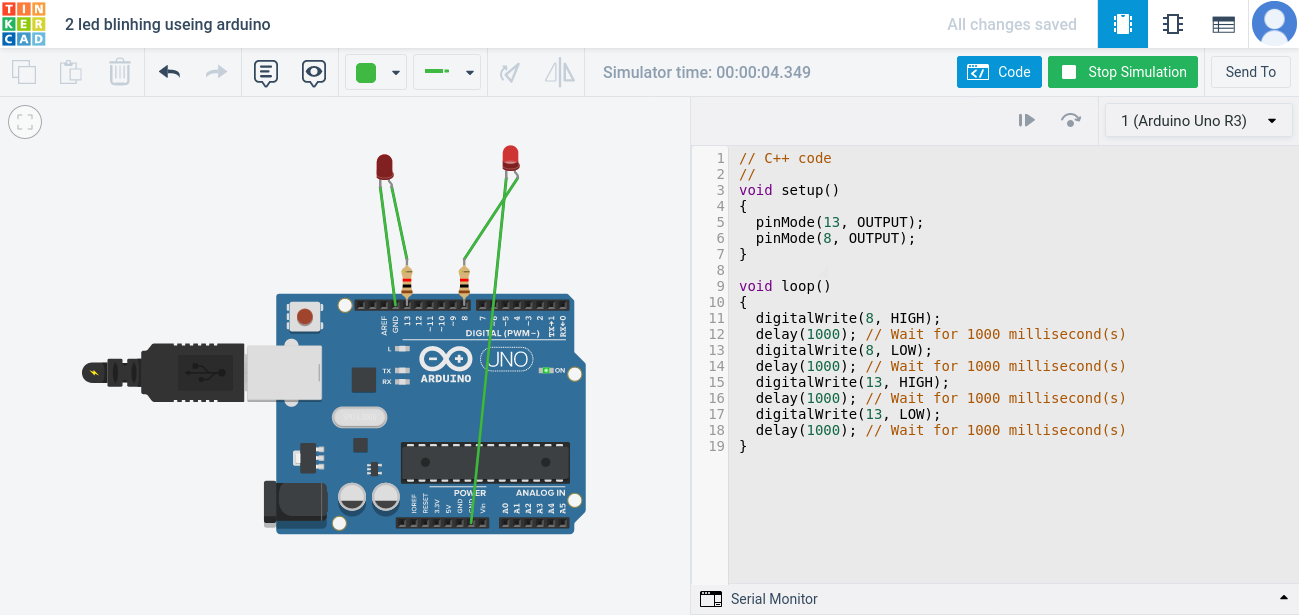 TIN
KER
CAD
2 led blinhing useing arduino
All changes saved
Simulator time: 00:00:04.349
Code
Stop Simulation
Send To
1 (Arduino Uno R3)
1 // C++ code
2 //
3 void setup()
4 {
5 pinMode(13, OUTPUT);
6 pinMode(8, OUTPUT);
7 }
8
9 void loop()
10 {
11 digitalWrite(8, HIGH);
12 delay(1000); // Wait for 1000 millisecond(s)
13 digitalWrite(8, LOW);
14 delay(1000); // Wait for 1000 millisecond(s)
15 digitalWrite(13, HIGH);
16 delay(1000); // Wait for 1000 millisecond(s)
17 digitalWrite(13, LOW);
18 delay(1000); // Wait for 1000 millisecond(s)
19 }
AREF GND 13 12 ~11 ~10 ~9 8 7 ~6 ~5 4 ~3 2 TX→1 RX←0
DIGITAL (PWM~)
L
TX
RX
ARDUINO
UNO
ON
POWER
ANALOG IN
IOREF RESET 3.3V 5V GND GND Vin A0 A1 A2 A3 A4 A5
Serial Monitor